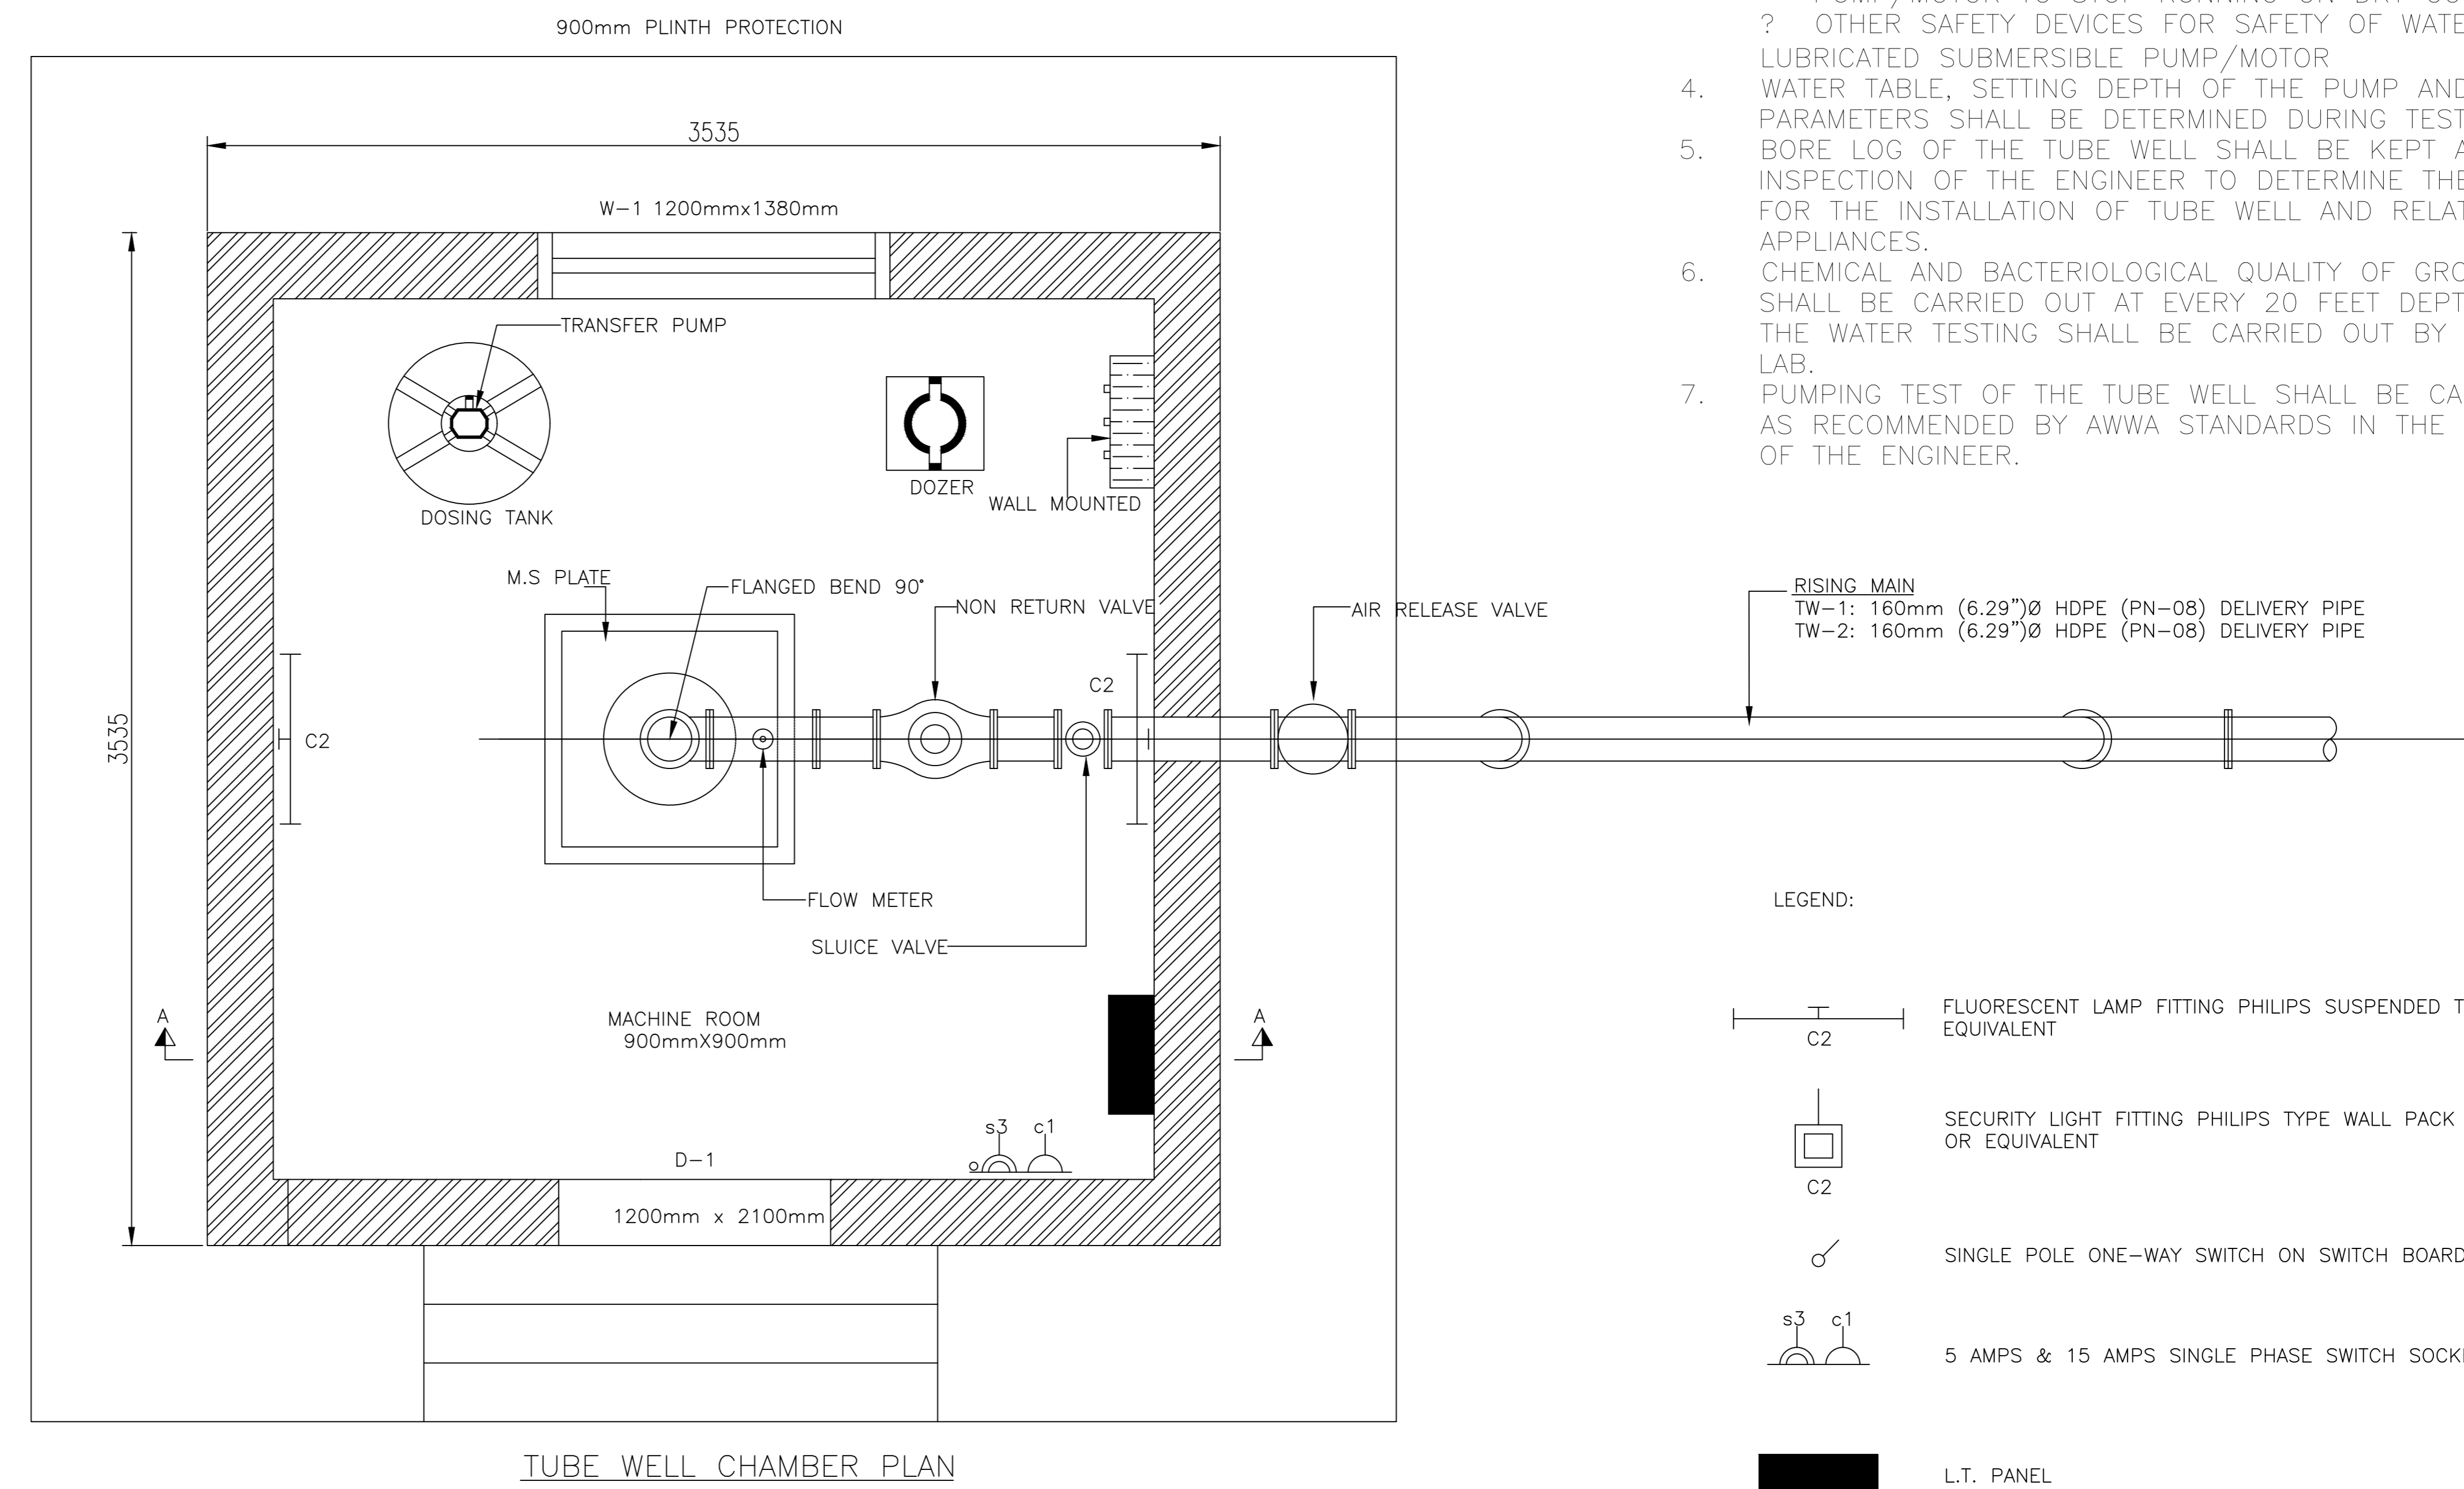 900mm PLINTH PROTECTION
3535
W-1 1200mmx1380mm
TRANSFER PUMP
DOZER
WALL MOUNTED
DOSING TANK
M.S PLATE
FLANGED BEND 90°
NON RETURN VALVE
AIR RELEASE VALVE
C2
C2
3535
FLOW METER
SLUICE VALVE
A
A
MACHINE ROOM
900mmX900mm
s3 c1
D-1
1200mm x 2100mm
TUBE WELL CHAMBER PLAN
? OTHER SAFETY DEVICES FOR SAFETY OF
LUBRICATED SUBMERSIBLE PUMP/MOTOR
4. WATER TABLE, SETTING DEPTH OF THE PUMP AND
PARAMETERS SHALL BE DETERMINED DURING TEST
5. BORE LOG OF THE TUBE WELL SHALL BE KEPT
INSPECTION OF THE ENGINEER TO DETERMINE THE
FOR THE INSTALLATION OF TUBE WELL AND
APPLIANCES.
6. CHEMICAL AND BACTERIOLOGICAL QUALITY OF
SHALL BE CARRIED OUT AT EVERY 20 FEET
THE WATER TESTING SHALL BE CARRIED OUT BY
LAB.
7. PUMPING TEST OF THE TUBE WELL SHALL BE
AS RECOMMENDED BY AWWA STANDARDS IN THE
OF THE ENGINEER.
RISING MAIN
TW-1: 160mm (6.29")Ø HDPE (PN-08) DELIVERY PIPE
TW-2: 160mm (6.29")Ø HDPE (PN-08) DELIVERY PIPE
LEGEND:
C2
FLUORESCENT LAMP FITTING PHILIPS SUSPENDED
EQUIVALENT
SECURITY LIGHT FITTING PHILIPS TYPE WALL PACK
OR EQUIVALENT
C2
SINGLE POLE ONE-WAY SWITCH ON SWITCH BOARD
s3 c1
5 AMPS & 15 AMPS SINGLE PHASE SWITCH
L.T. PANEL